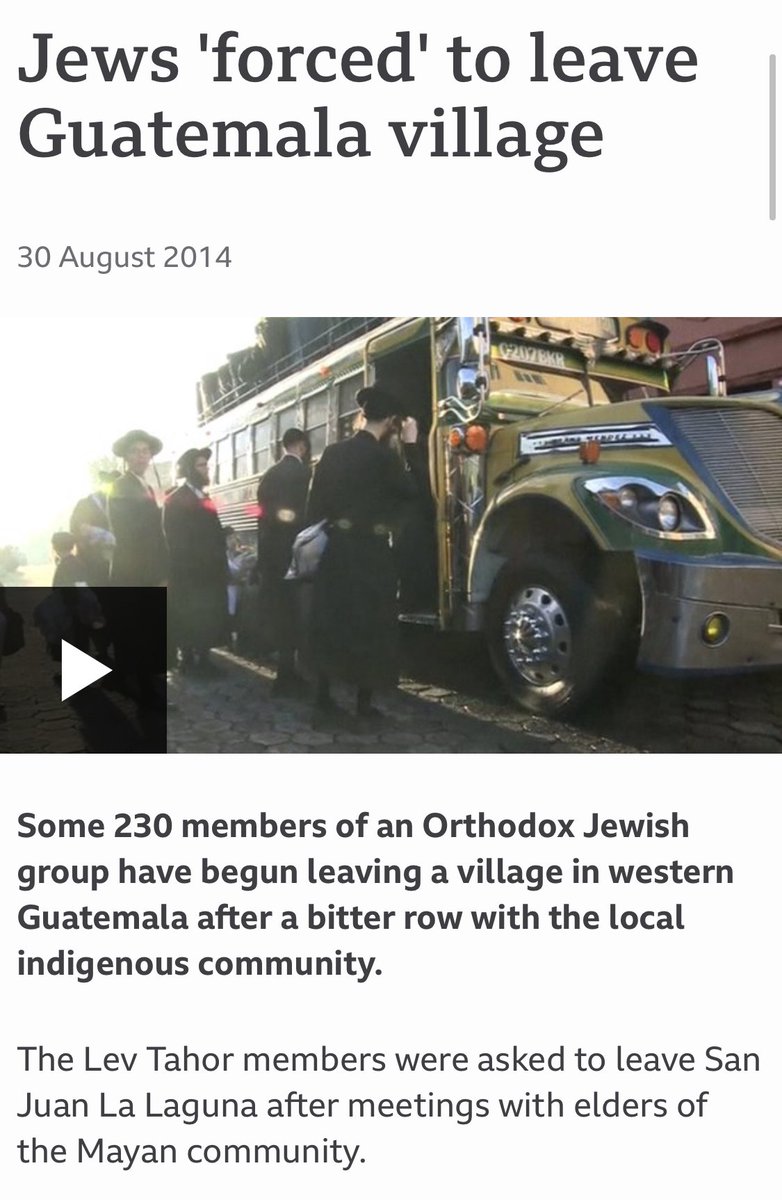 Jews 'forced' to leave
Guatemala village
30 August 2014
C-207BKR
Some 230 members of an Orthodox Jewish
group have begun leaving a village in western
Guatemala after a bitter row with the local
indigenous community.
The Lev Tahor members were asked to leave San
Juan La Laguna after meetings with elders of
the Mayan community.